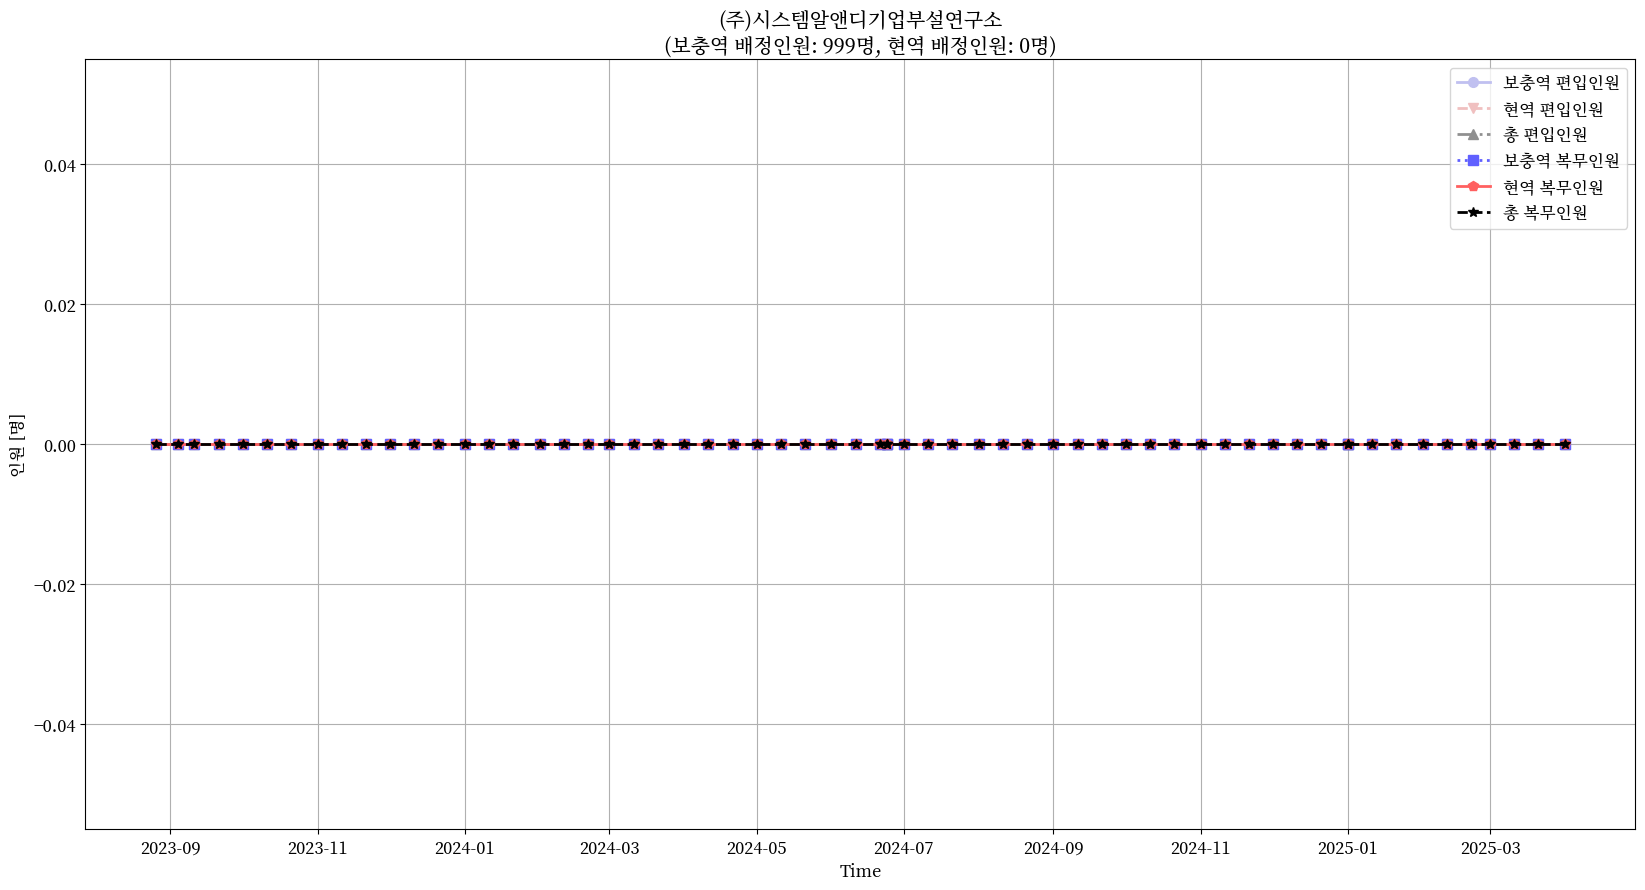 (주)시스템알앤디기업부설연구소
(보충역 배정인원: 999명, 현역 배정인원: 0명)
보충역 편입인원
현역 편입인원
총 편입인원
보충역 복무인원
현역 복무인원
총 복무인원
인원 [명]
0.04
0.02
0.00
−0.02
−0.04
2023-09 2023-11 2024-01 2024-03 2024-05 2024-07 2024-09 2024-11 2025-01 2025-03
Time